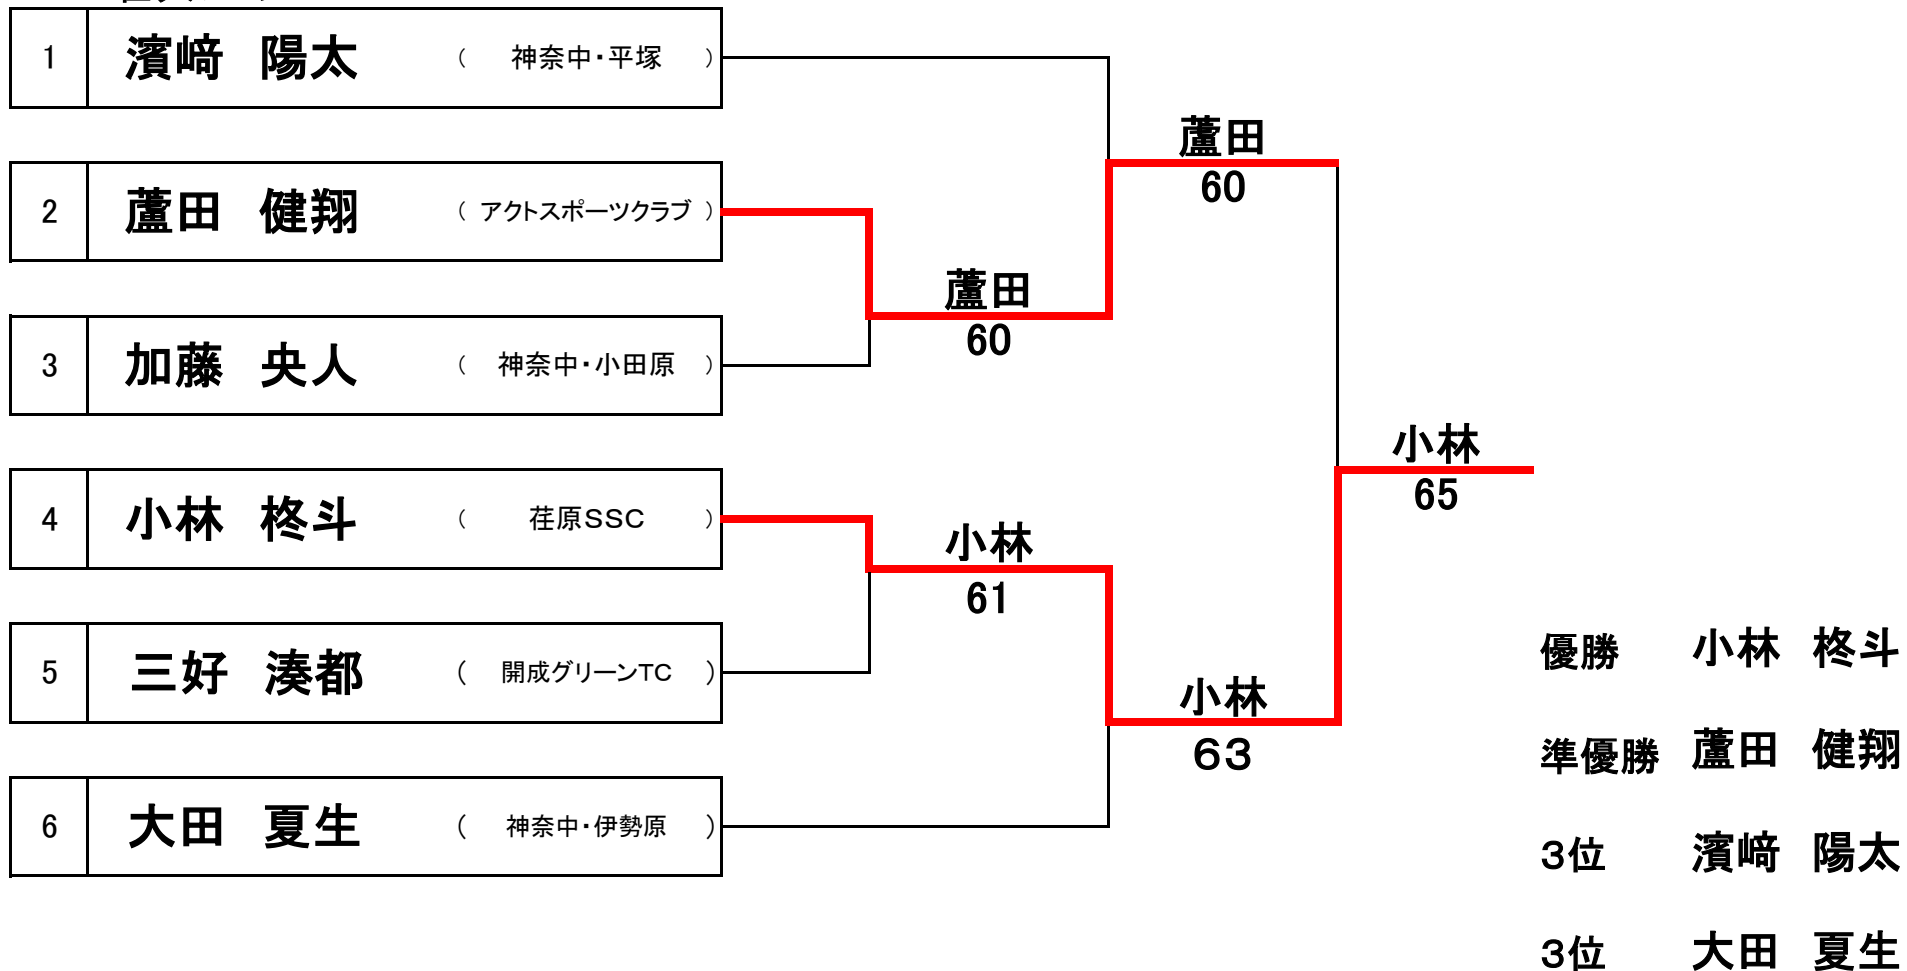 1 濱﨑 陽太 ( 神奈中・平塚 )
蘆田
60
2 蘆田 健翔 ( アクトスポーツクラブ )
蘆田
60
3 加藤 央人 ( 神奈中・小田原 )
小林
65
4 小林 柊斗 ( 荏原SSC )
小林
61
5 三好 湊都 ( 開成グリーンTC )
小林
63
6 大田 夏生 ( 神奈中・伊勢原 )
優勝 小林 柊斗
準優勝 蘆田 健翔
3位 濱﨑 陽太
3位 大田 夏生